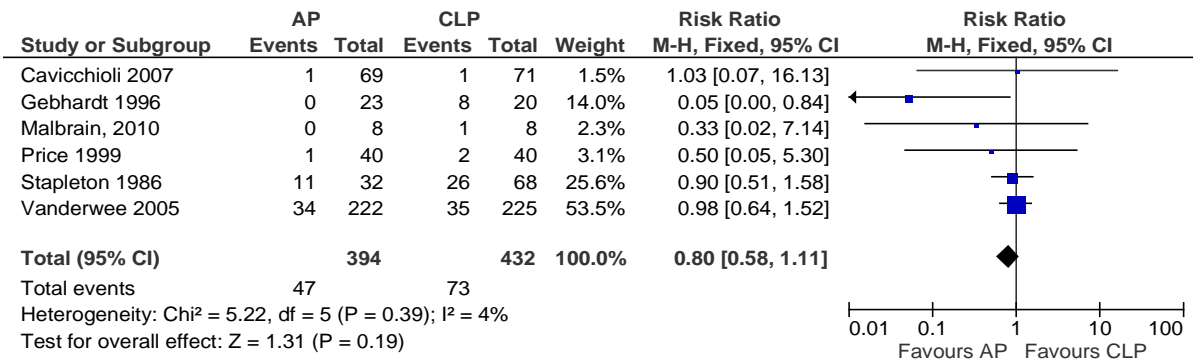 AP CLP Risk Ratio Risk Ratio
Study or Subgroup Events Total Events Total Weight M-H, Fixed, 95% CI M-H, Fixed, 95% CI
Cavicchioli 2007 1 69 1 71 1.5% 1.03 [0.07, 16.13]
Gebhardt 1996 0 23 8 20 14.0% 0.05 [0.00, 0.84]
Malbrain, 2010 0 8 1 8 2.3% 0.33 [0.02, 7.14]
Price 1999 1 40 2 40 3.1% 0.50 [0.05, 5.30]
Stapleton 1986 11 32 26 68 25.6% 0.90 [0.51, 1.58]
Vanderwee 2005 34 222 35 225 53.5% 0.98 [0.64, 1.52]
Total (95% CI) 394 432 100.0% 0.80 [0.58, 1.11]
Total events 47 73
Heterogeneity: Chi² = 5.22, df = 5 (P = 0.39); I² = 4%
Test for overall effect: Z = 1.31 (P = 0.19)
0.01 0.1 1 10 100
Favours AP Favours CLP